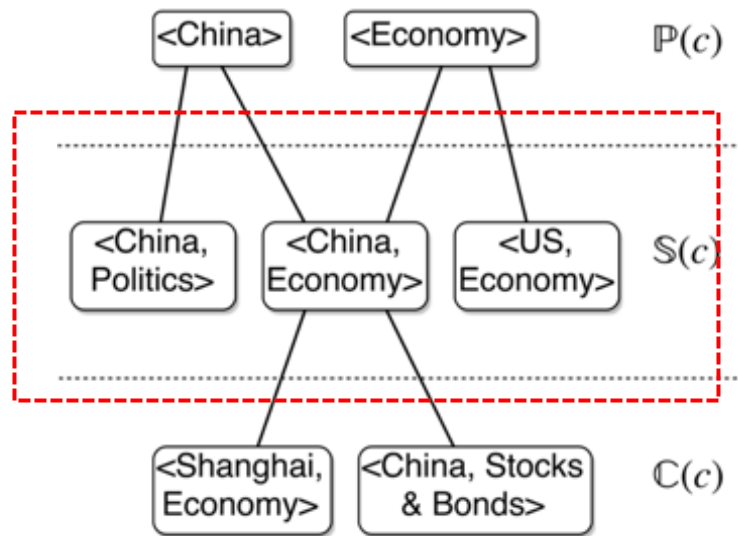 <China> <Economy> ℙ(c)
<China, <China, <US, 𝕊(c)
Politics> Economy> Economy>
<Shanghai, <China, Stocks ℂ(c)
Economy> & Bonds>